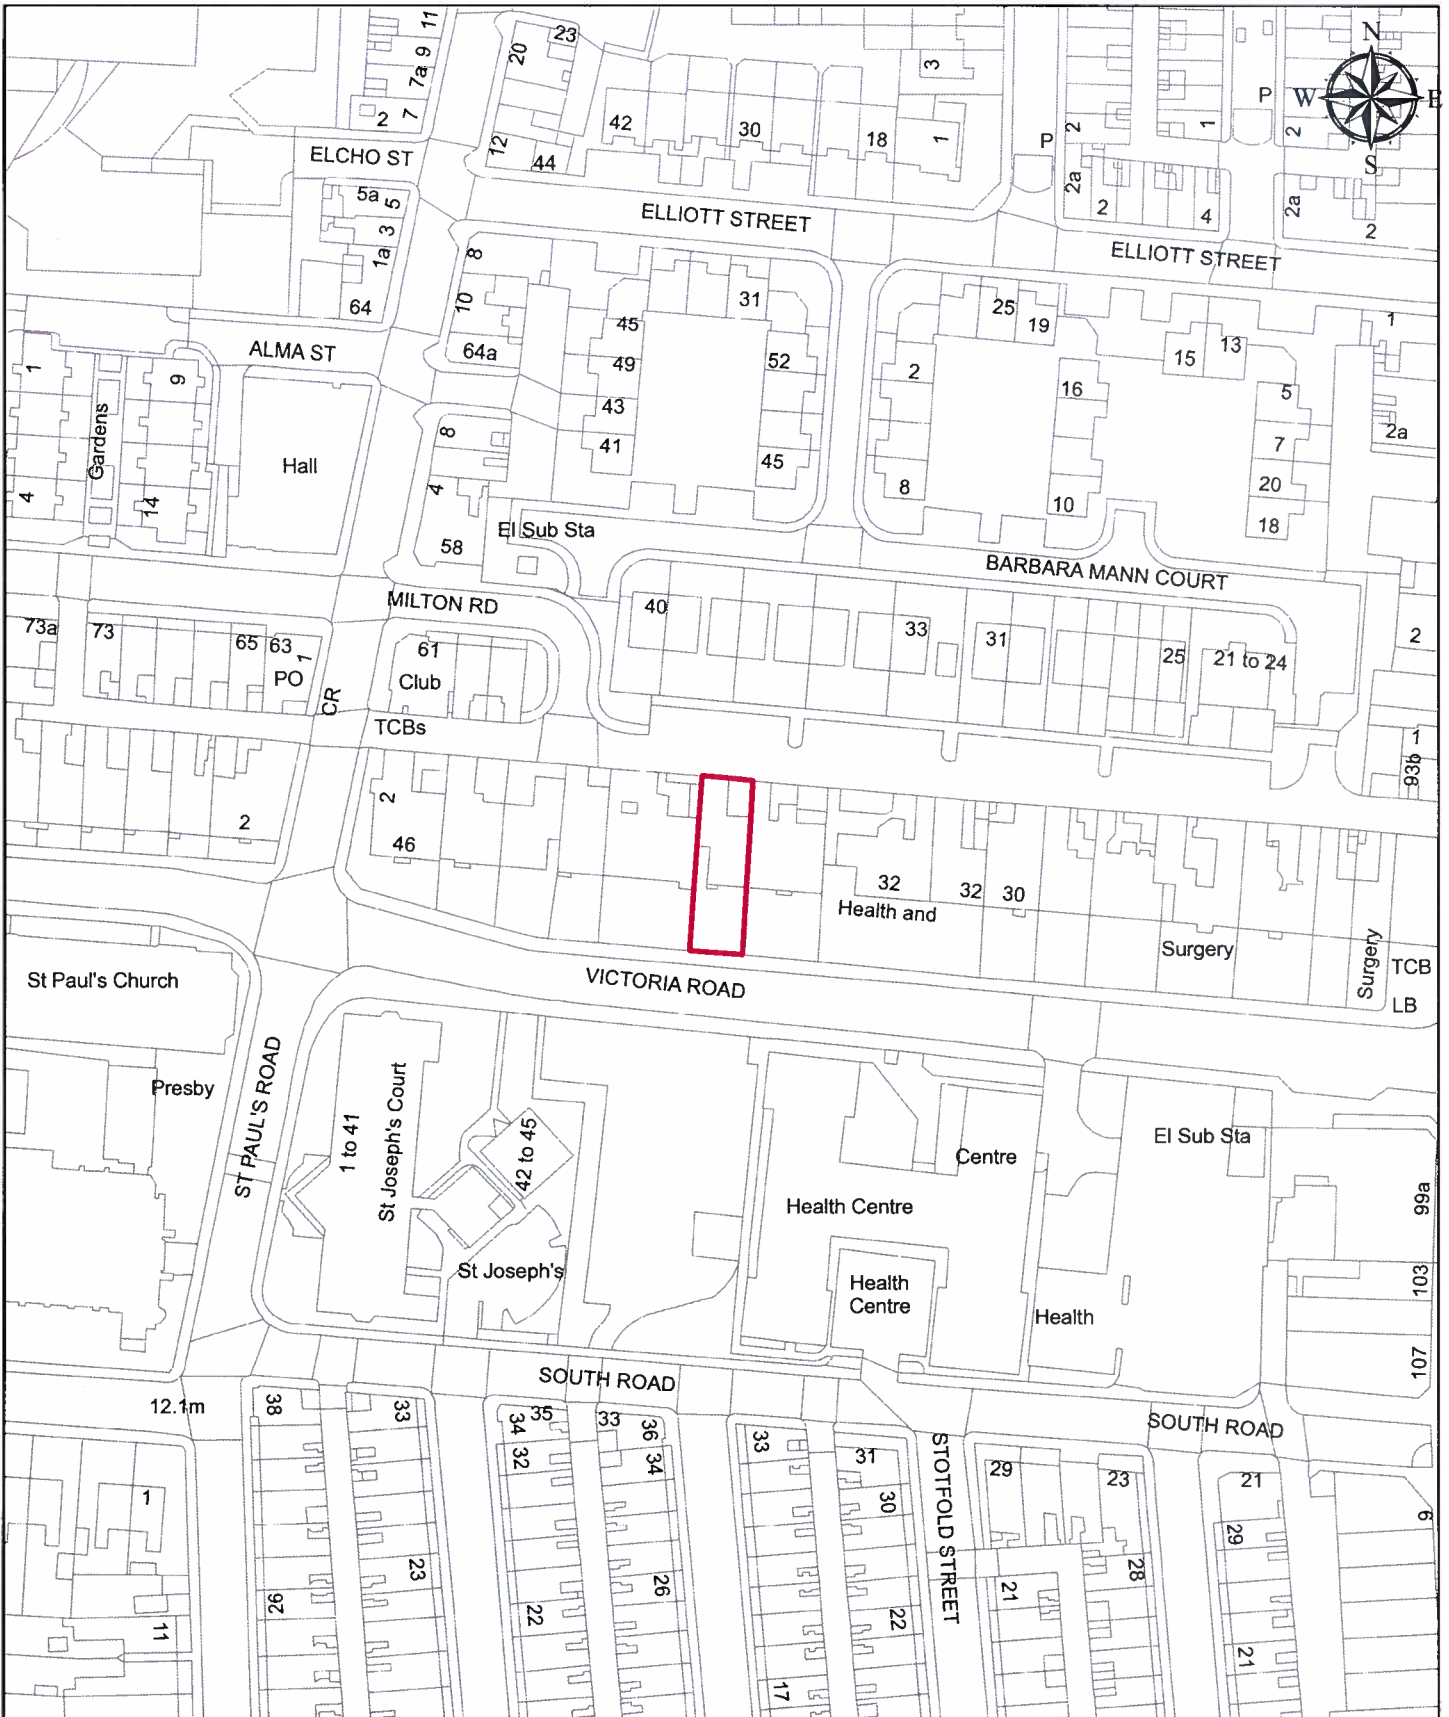 11
9
7a
7
2
ELCHO ST
5a
5
3
1a
64
20
23
12
44
42
30
18
1
3
P
2
2a
2
4
1
P
2
2a
2
N
W
E
S
ELLIOTT STREET
ELLIOTT STREET
ALMA ST
8
10
64a
45
49
43
41
31
52
45
25
19
2
8
16
10
15
13
5
7
20
18
1
2a
1
4
Gardens
9
14
Hall
8
4
58
El Sub Sta
MILTON RD
BARBARA MANN COURT
40
33
31
25
21 to 24
2
1
93b
73a
73
65
63
1
PO
CR
61
Club
TCBs
2
2
46
32
32
30
Health and
Surgery
Surgery
TCB
LB
VICTORIA ROAD
St Paul's Church
Presby
ST PAUL'S ROAD
1 to 41
St Joseph's Court
42 to 45
St Joseph's
Centre
Health Centre
Health
Centre
Health
El Sub Sta
99a
103
107
SOUTH ROAD
SOUTH ROAD
12.1m
38
33
34
35
32
33
36
34
33
31
30
STOTFOLD STREET
29
23
21
29
9
1
11
26
23
22
26
17
22
21
28
21